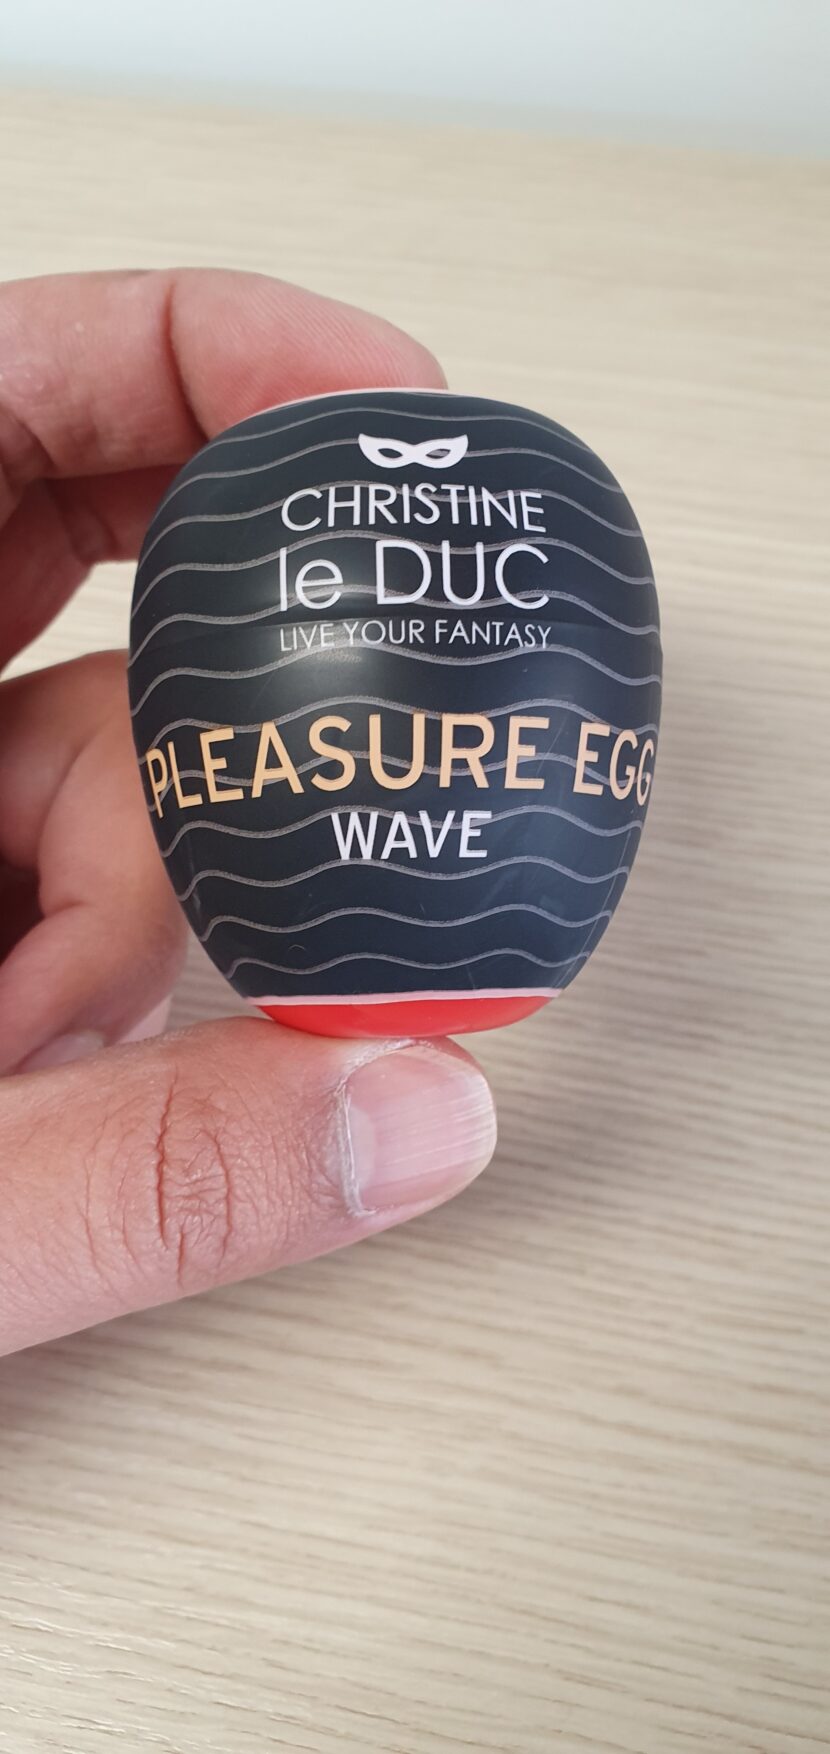 CHRISTINE
le DUC
LIVE YOUR FANTASY
PLEASURE EGG
WAVE